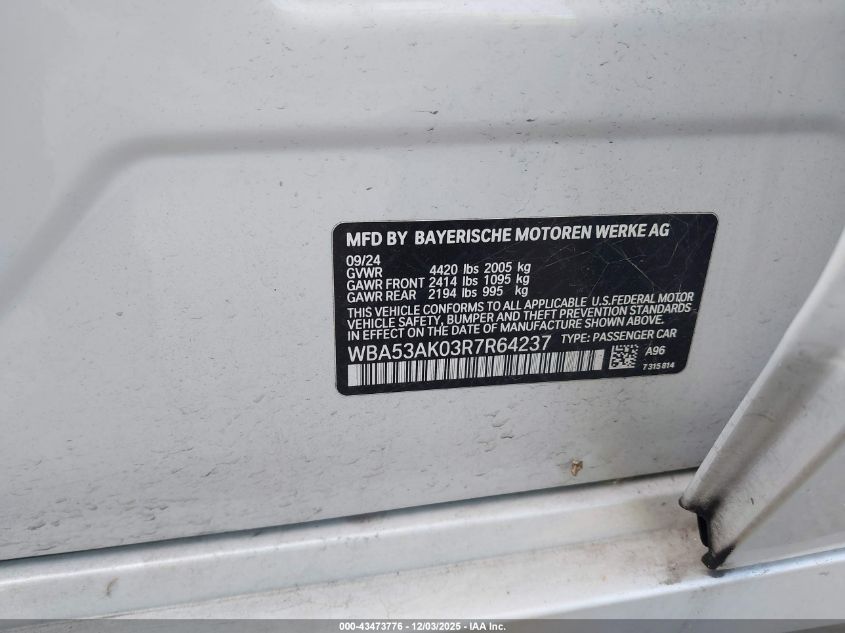 MFD BY BAYERISCHE MOTOREN WERKE AG
09/24
GVWR 4420 lbs 2005 kg
GAWR FRONT 2414 lbs 1095 kg
GAWR REAR 2194 lbs 995 kg
THIS VEHICLE CONFORMS TO ALL APPLICABLE U.S.FEDERAL MOTOR
VEHICLE SAFETY, BUMPER AND THEFT PREVENTION STANDARDS
IN EFFECT ON THE DATE OF MANUFACTURE SHOWN ABOVE.
WBA53AK03R7R64237 TYPE: PASSENGER CAR
A96
7315814
000-43473776 - 12/03/2025 - IAA Inc.